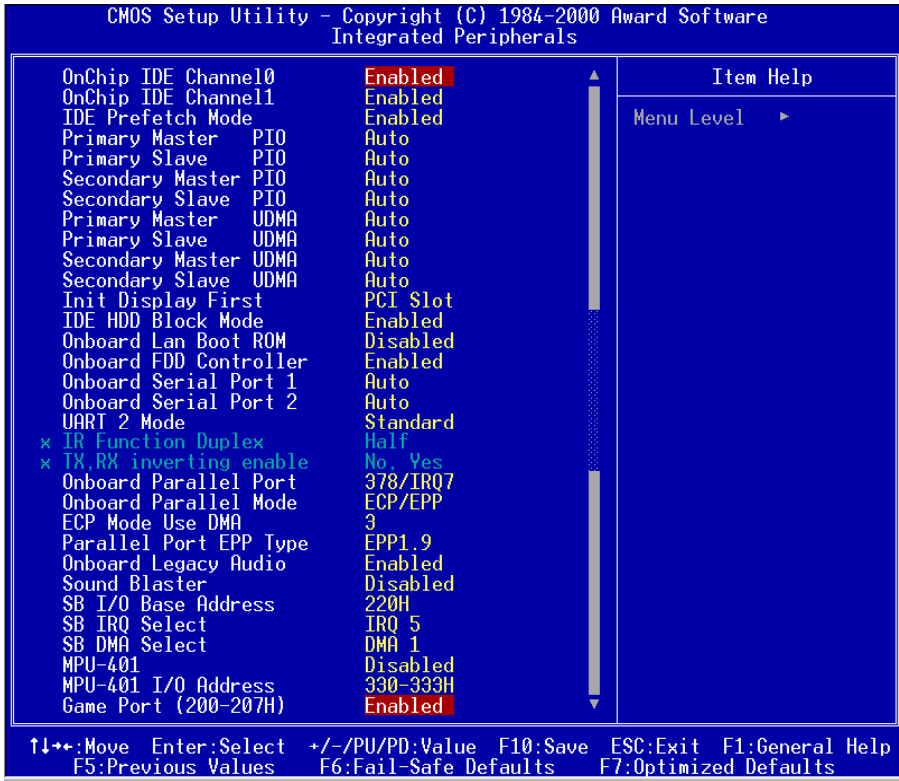 CMOS Setup Utility - Copyright (C) 1984-2000 Award Software
Integrated Peripherals
OnChip IDE Channel0 Enabled
OnChip IDE Channel1 Enabled
IDE Prefetch Mode Enabled
Primary Master PIO Auto
Primary Slave PIO Auto
Secondary Master PIO Auto
Secondary Slave PIO Auto
Primary Master UDMA Auto
Primary Slave UDMA Auto
Secondary Master UDMA Auto
Secondary Slave UDMA Auto
Init Display First PCI Slot
IDE HDD Block Mode Enabled
Onboard Lan Boot ROM Disabled
Onboard FDD Controller Enabled
Onboard Serial Port 1 Auto
Onboard Serial Port 2 Auto
UART 2 Mode Standard
x IR Function Duplex Half
x TX,RX inverting enable No, Yes
Onboard Parallel Port 378/IRQ7
Onboard Parallel Mode ECP/EPP
ECP Mode Use DMA 3
Parallel Port EPP Type EPP1.9
Onboard Legacy Audio Enabled
Sound Blaster Disabled
SB I/O Base Address 220H
SB IRQ Select IRQ 5
SB DMA Select DMA 1
MPU-401 Disabled
MPU-401 I/O Address 330-333H
Game Port (200-207H) Enabled
Item Help
Menu Level ►
↑↓→←:Move Enter:Select +/-/PU/PD:Value F10:Save ESC:Exit F1:General Help
F5:Previous Values F6:Fail-Safe Defaults F7:Optimized Defaults